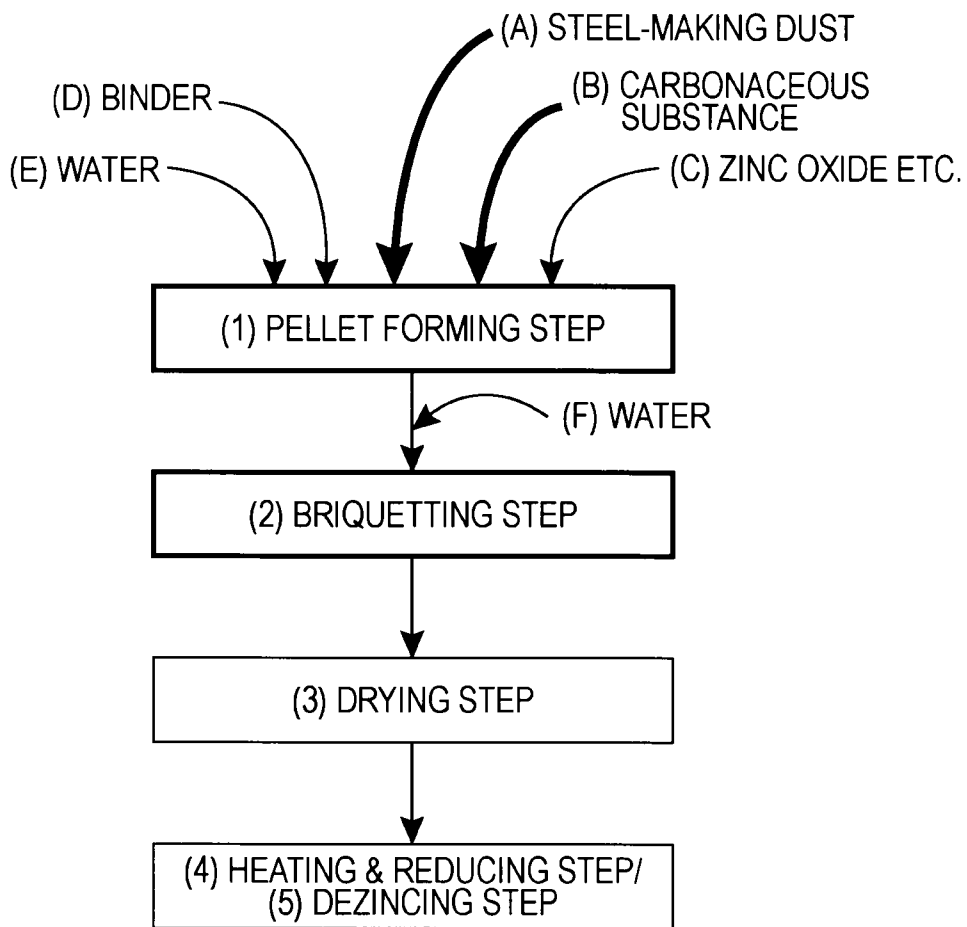 (A) STEEL-MAKING DUST
(B) CARBONACEOUS
SUBSTANCE
(D) BINDER
(E) WATER
(C) ZINC OXIDE ETC.
(1) PELLET FORMING STEP
(F) WATER
(2) BRIQUETTING STEP
(3) DRYING STEP
(4) HEATING & REDUCING STEP/
(5) DEZINCING STEP